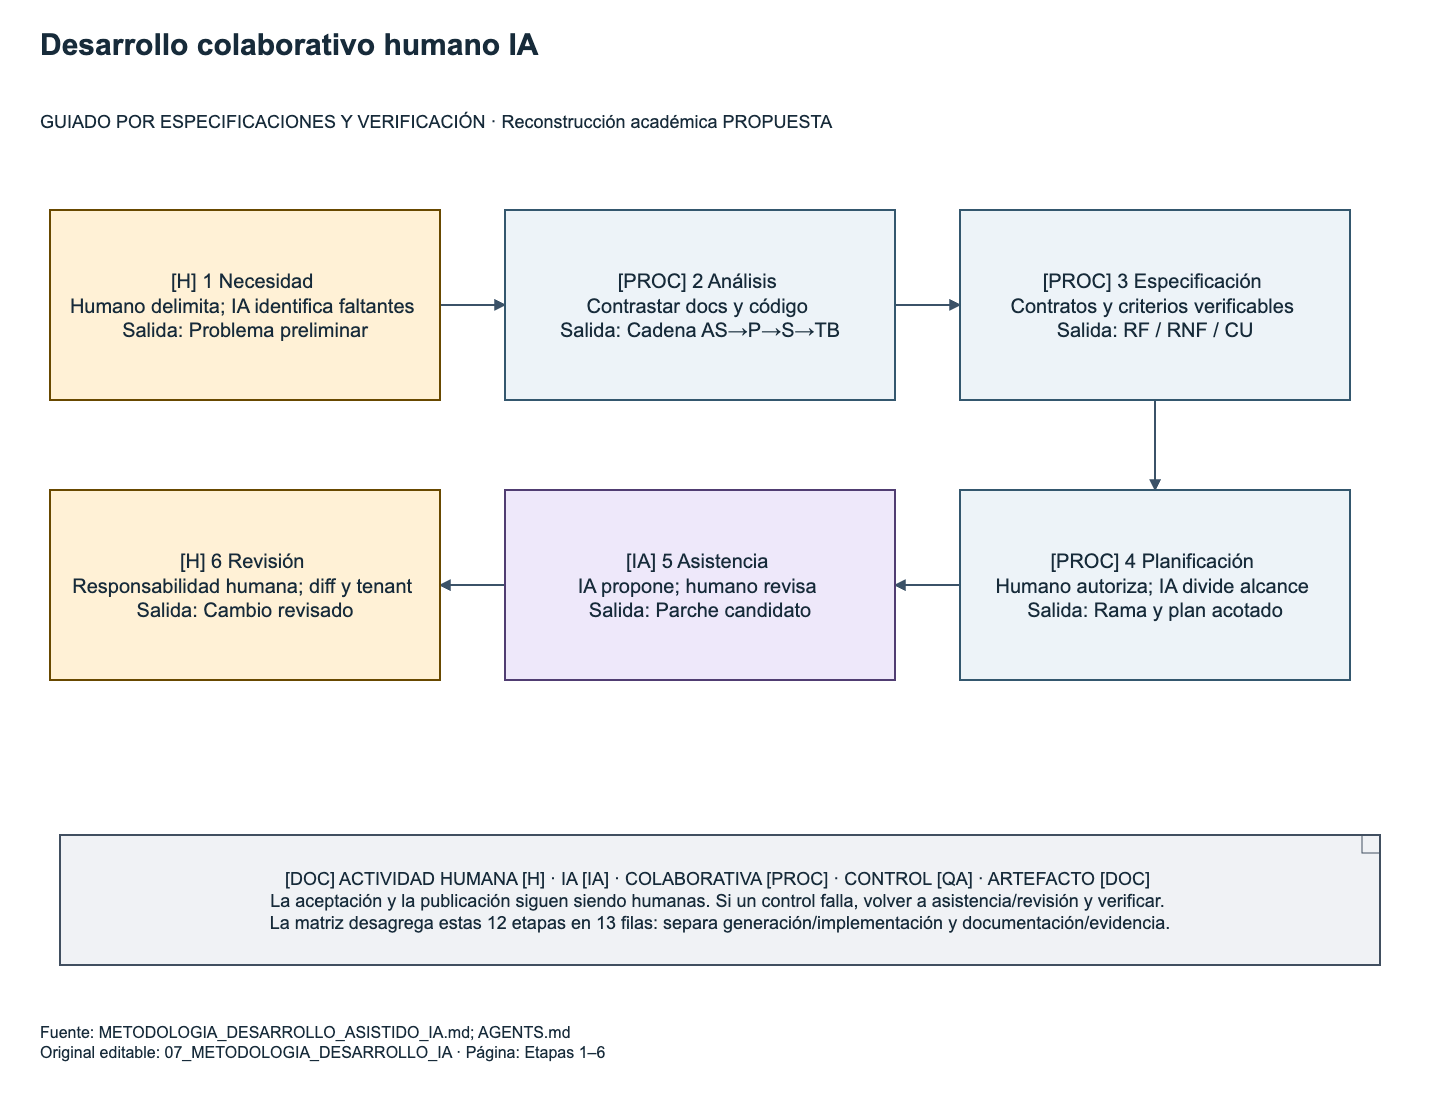 Desarrollo colaborativo humano IA
GUIADO POR ESPECIFICACIONES Y VERIFICACIÓN · Reconstrucción académica PROPUESTA
[H] 1 Necesidad
Humano delimita; IA identifica faltantes
Salida: Problema preliminar
[PROC] 2 Análisis
Contrastar docs y código
Salida: Cadena AS→P→S→TB
[PROC] 3 Especificación
Contratos y criterios verificables
Salida: RF / RNF / CU
[PROC] 4 Planificación
Humano autoriza; IA divide alcance
Salida: Rama y plan acotado
[IA] 5 Asistencia
IA propone; humano revisa
Salida: Parche candidato
[H] 6 Revisión
Responsabilidad humana; diff y tenant
Salida: Cambio revisado
[DOC] ACTIVIDAD HUMANA [H] · IA [IA] · COLABORATIVA [PROC] · CONTROL [QA] · ARTEFACTO [DOC]
La aceptación y la publicación siguen siendo humanas. Si un control falla, volver a asistencia/revisión y verificar.
La matriz desagrega estas 12 etapas en 13 filas: separa generación/implementación y documentación/evidencia.
Fuente: METODOLOGIA_DESARROLLO_ASISTIDO_IA.md; AGENTS.md
Original editable: 07_METODOLOGIA_DESARROLLO_IA · Página: Etapas 1–6